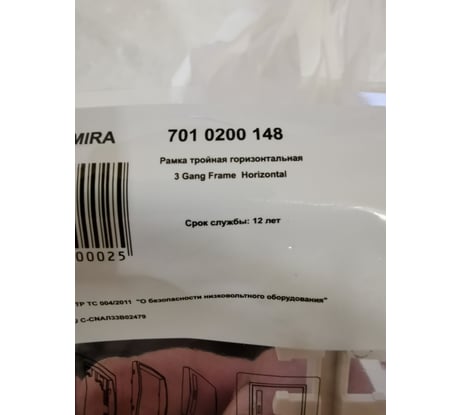 MIRA 701 0200 148
Рамка тройная горизонтальная
3 Gang Frame Horizontal
Срок службы: 12 лет
00025
ТР ТС 004/2011 "О безопасности низковольтного оборудования"
C-CNАЛ33В02479